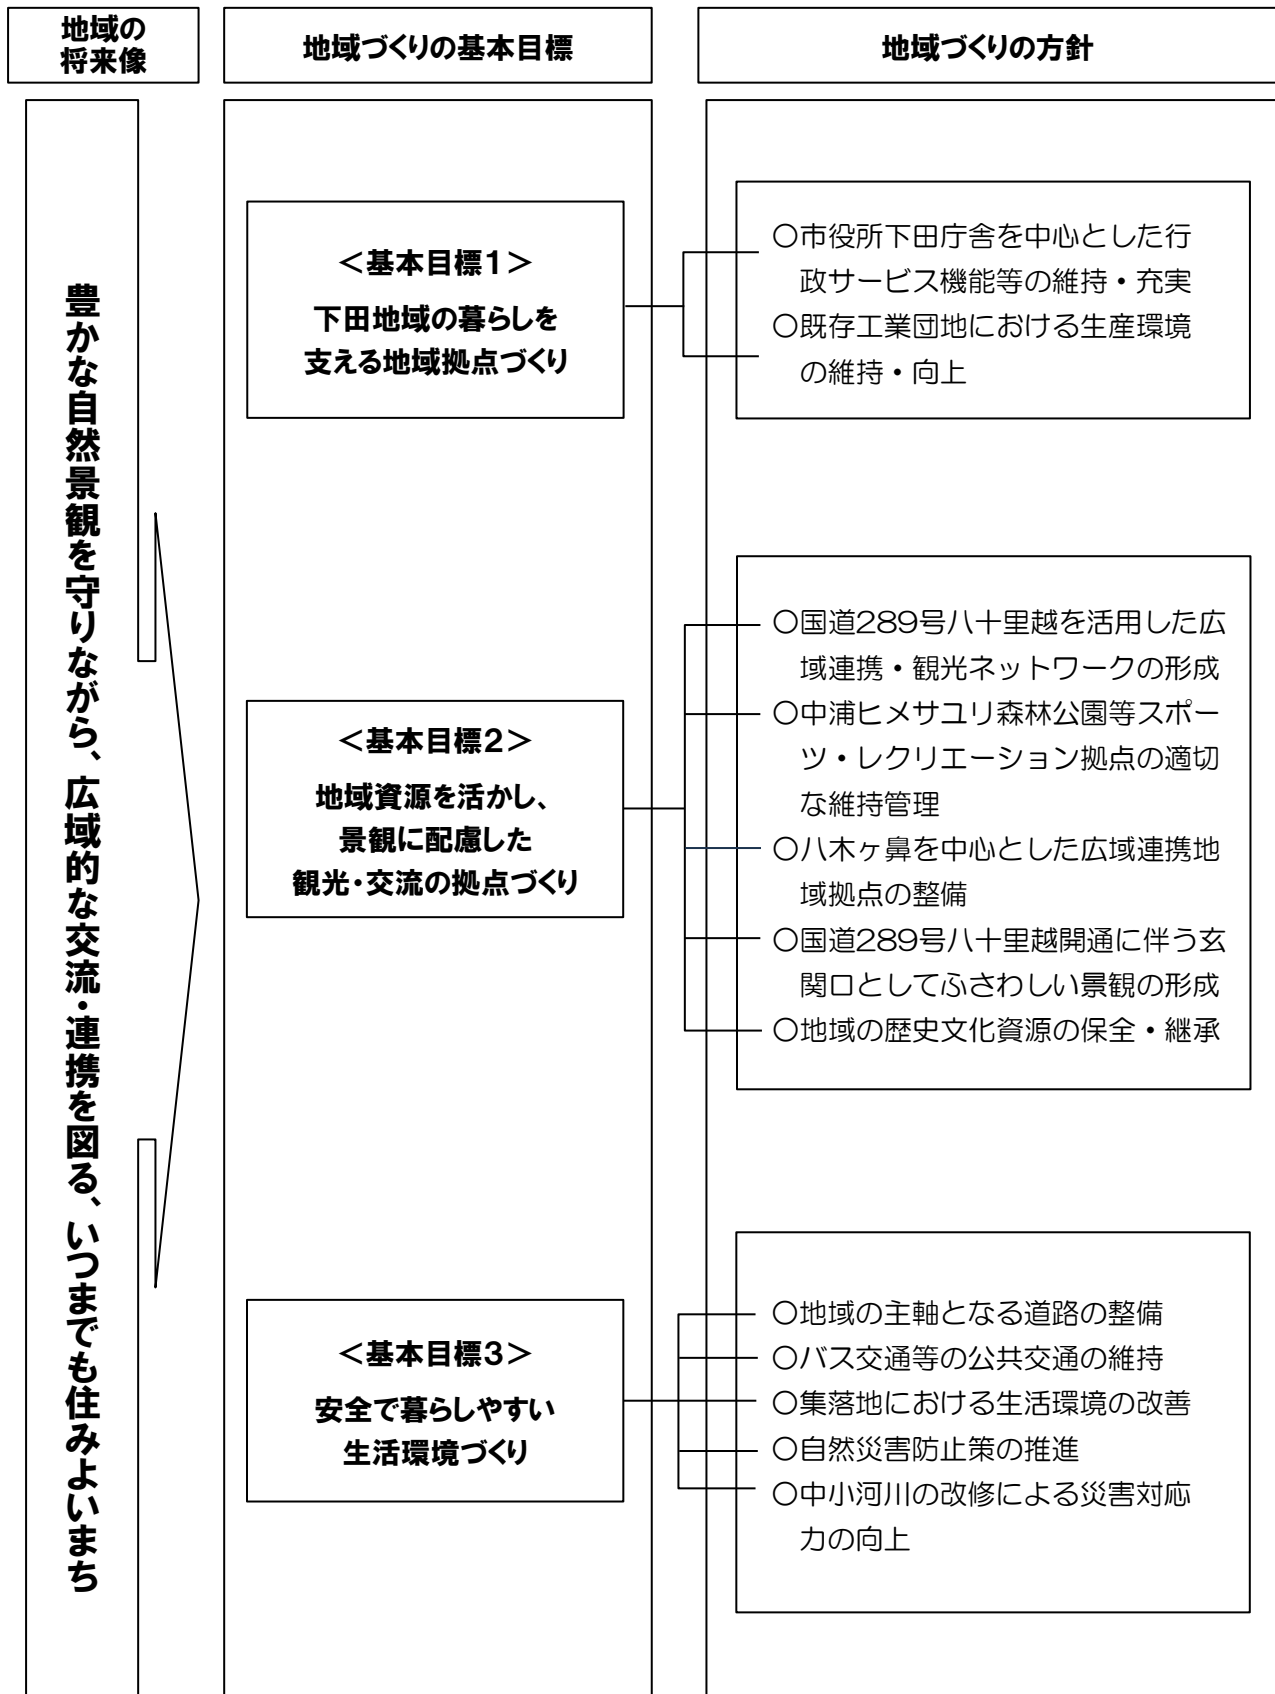 地域の
将来像
地域づくりの基本目標
地域づくりの方針
豊かな自然景観を守りながら、広域的な交流・連携を図る、いつまでも住みよいまち
＜基本目標1＞
下田地域の暮らしを
支える地域拠点づくり
○市役所下田庁舎を中心とした行
政サービス機能等の維持・充実
○既存工業団地における生産環境
の維持・向上
＜基本目標2＞
地域資源を活かし、
景観に配慮した
観光・交流の拠点づくり
○国道289号八十里越を活用した広
域連携・観光ネットワークの形成
○中浦ヒメサユリ森林公園等スポー
ツ・レクリエーション拠点の適切
な維持管理
○八木ヶ鼻を中心とした広域連携地
域拠点の整備
○国道289号八十里越開通に伴う玄
関口としてふさわしい景観の形成
○地域の歴史文化資源の保全・継承
＜基本目標3＞
安全で暮らしやすい
生活環境づくり
○地域の主軸となる道路の整備
○バス交通等の公共交通の維持
○集落地における生活環境の改善
○自然災害防止策の推進
○中小河川の改修による災害対応
力の向上